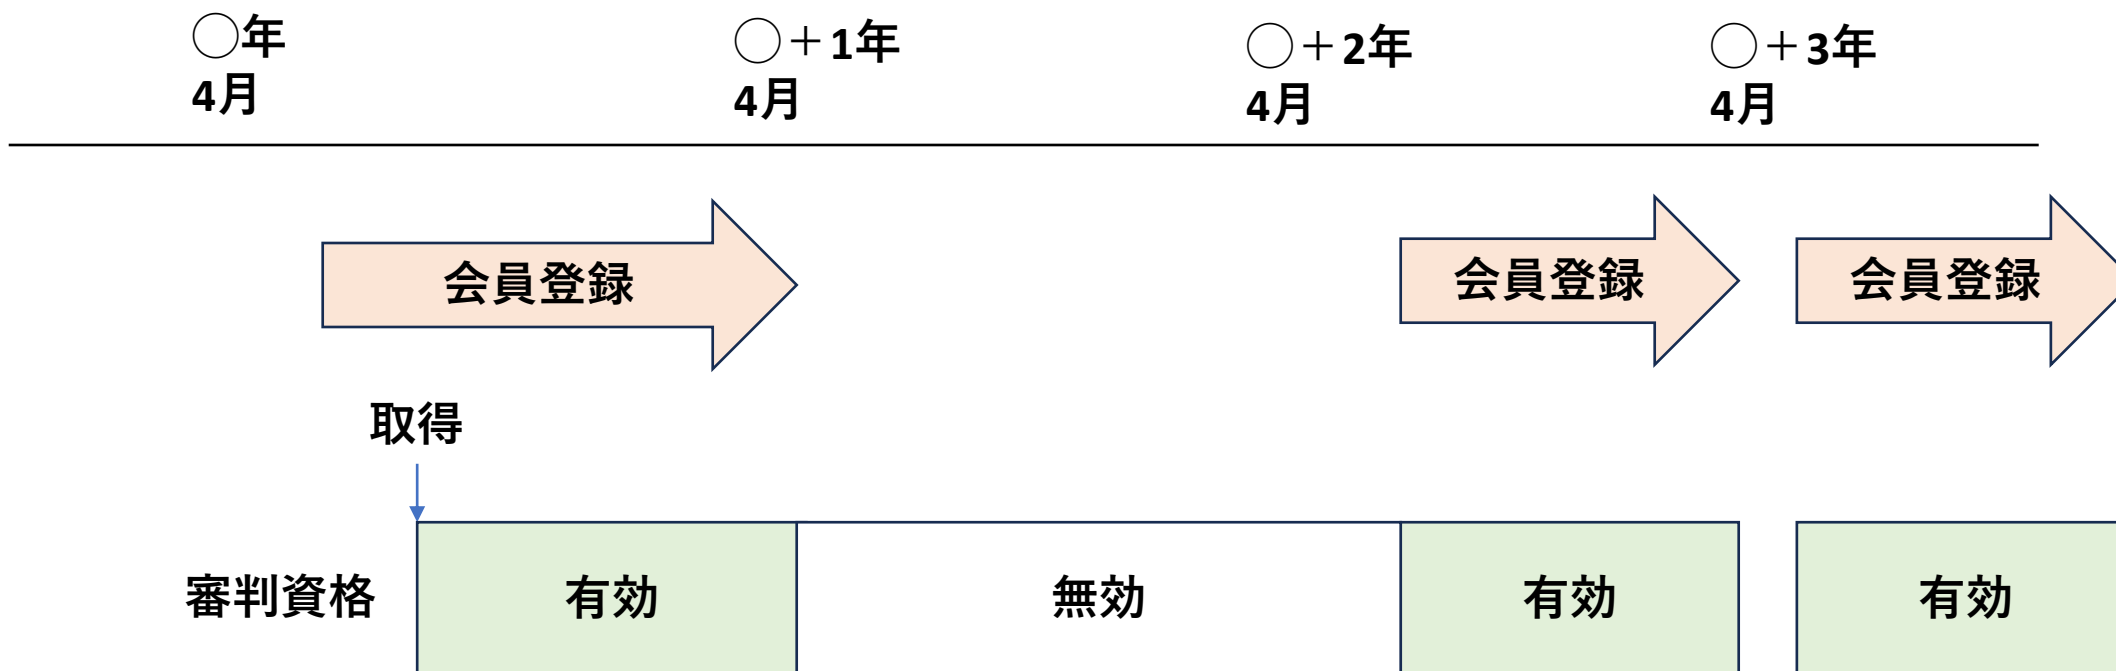 〇年
4月
〇＋1年
4月
〇＋2年
4月
〇＋3年
4月
会員登録
会員登録
会員登録
取得
審判資格
有効
無効
有効
有効